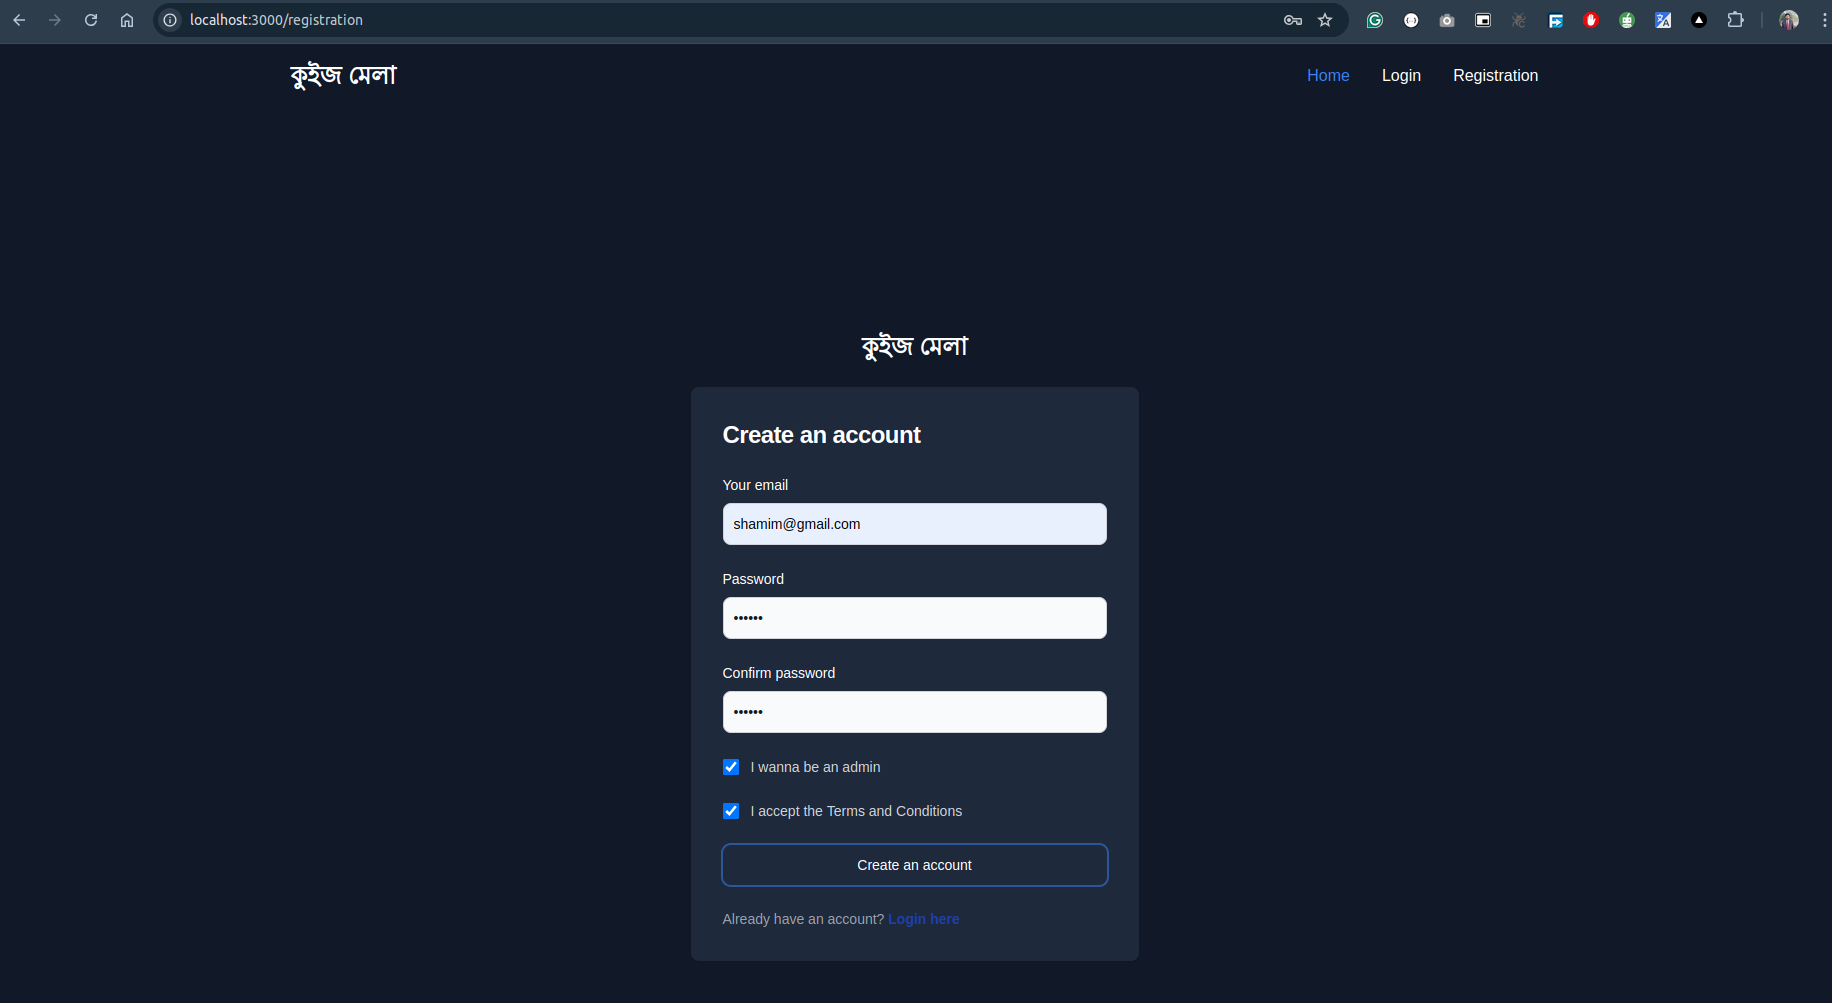 localhost:3000/registration
কুইজ মেলা
Home Login Registration
কুইজ মেলা
Create an account
Your email
shamim@gmail.com
Password
••••••
Confirm password
••••••
I wanna be an admin
I accept the Terms and Conditions
Create an account
Already have an account? Login here